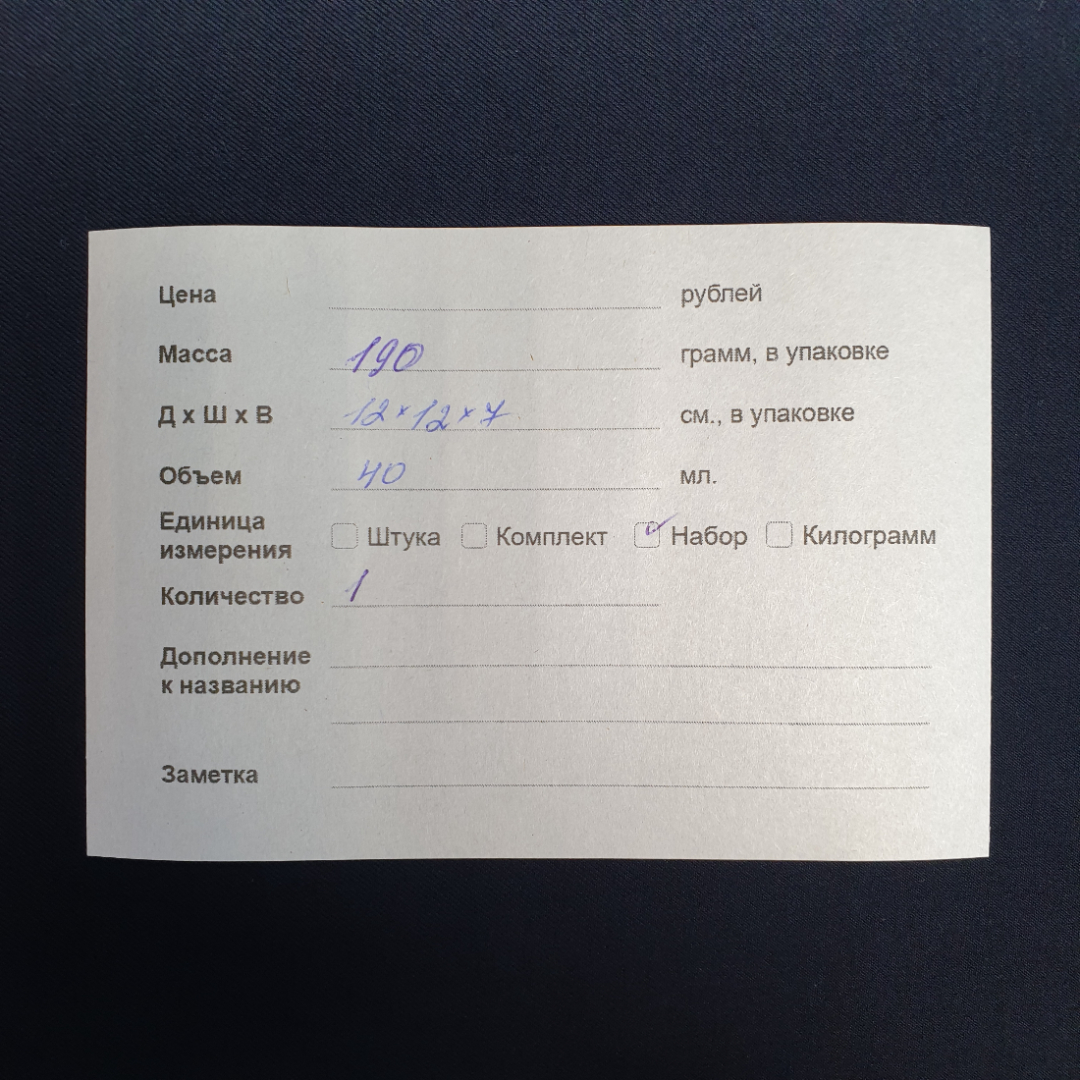 Цена рублей
Масса 190 грамм, в упаковке
Д х Ш х В 12 × 12 × 7 см., в упаковке
Объем 40 мл.
Единица
измерения Штука Комплект Набор Килограмм
Количество 1
Дополнение
к названию
Заметка